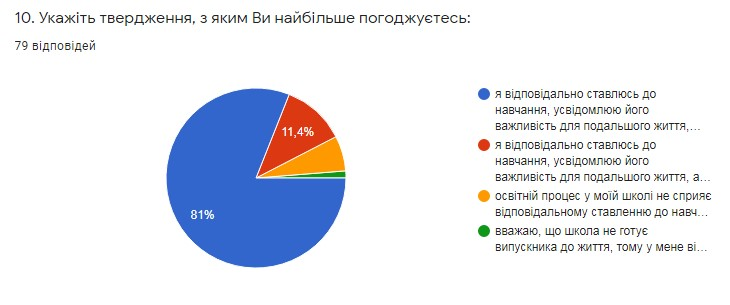 10. Укажіть твердження, з яким Ви найбільше погоджуєтесь:
79 відповідей
я відповідально ставлюсь до
навчання, усвідомлюю його
важливість для подальшого життя,...
11,4%
я відповідально ставлюсь до
навчання, усвідомлюю його
важливість для подальшого життя, а...
освітній процес у моїй школі не сприяє
відповідальному ставленню до навч...
81%
вважаю, що школа не готує
випускника до життя, тому у мене ві...